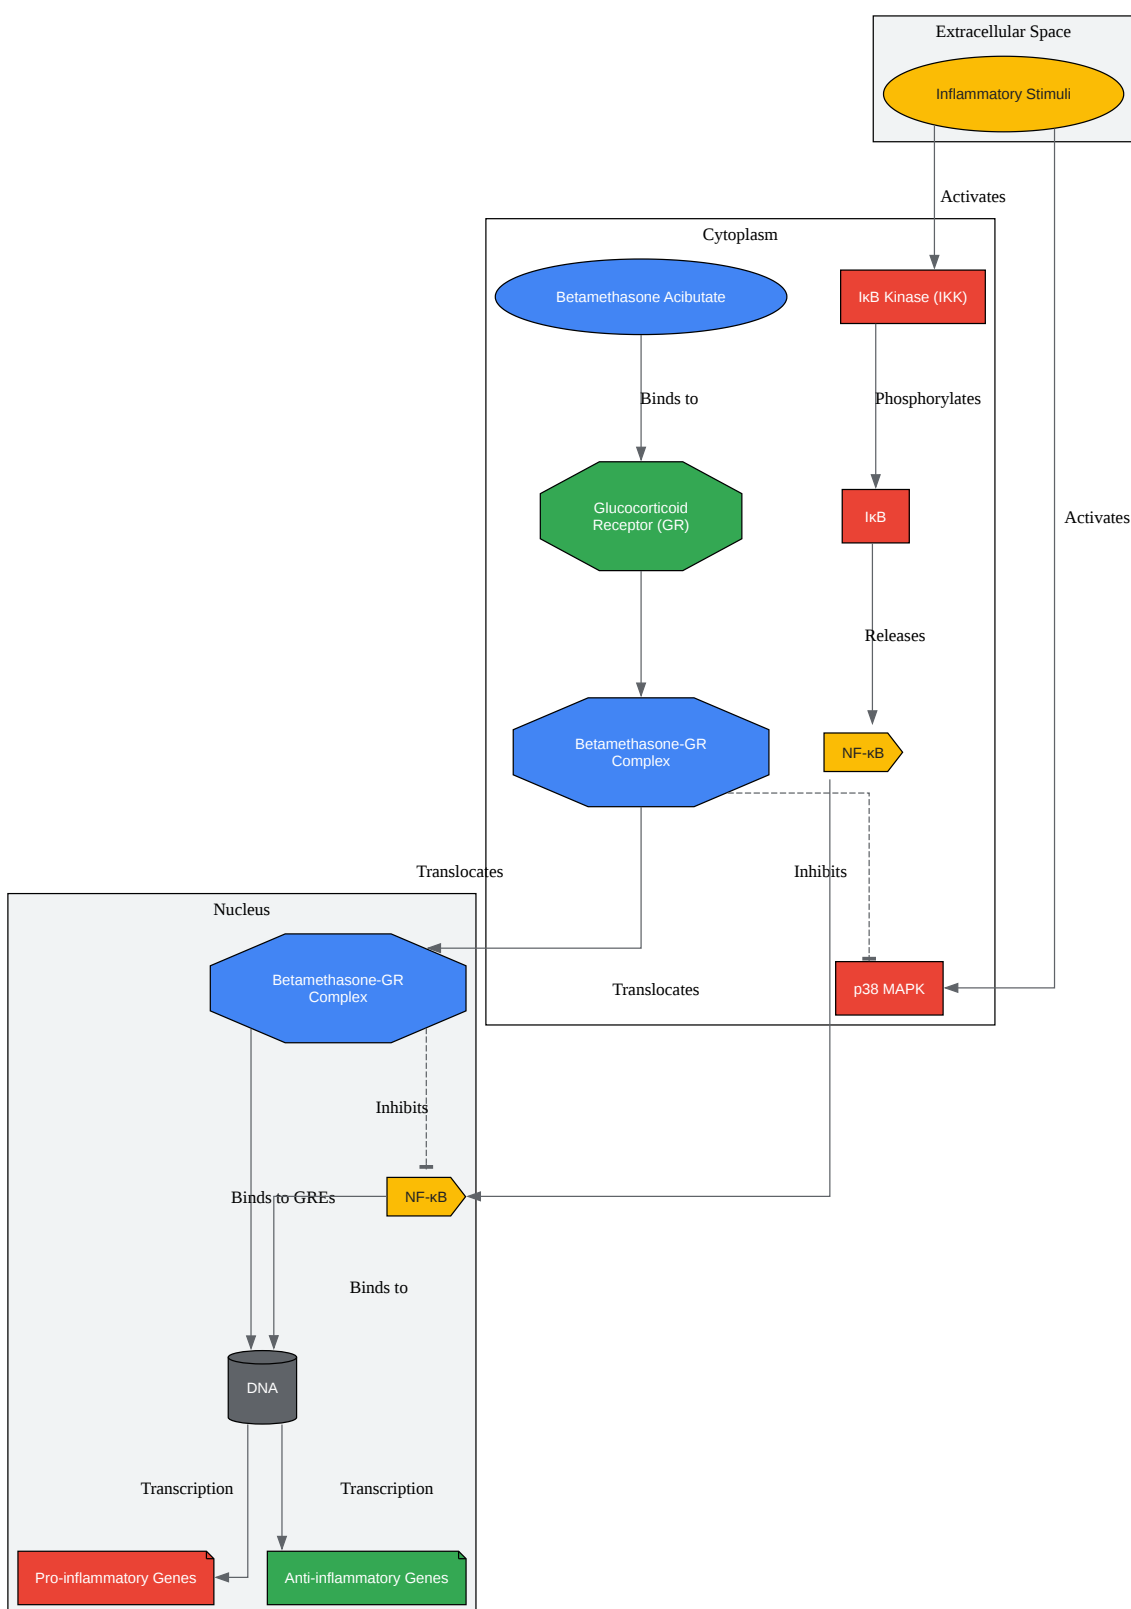 Extracellular Space
Inflammatory Stimuli
Activates
Cytoplasm
Betamethasone Acibutate
IκB Kinase (IKK)
Binds to
Phosphorylates
Glucocorticoid
Receptor (GR)
IκB
Activates
Releases
Betamethasone-GR
Complex
NF-κB
Translocates
Inhibits
Nucleus
Betamethasone-GR
Complex
Translocates
p38 MAPK
Inhibits
Binds to GREs
NF-κB
Binds to
DNA
Transcription
Transcription
Pro-inflammatory Genes
Anti-inflammatory Genes